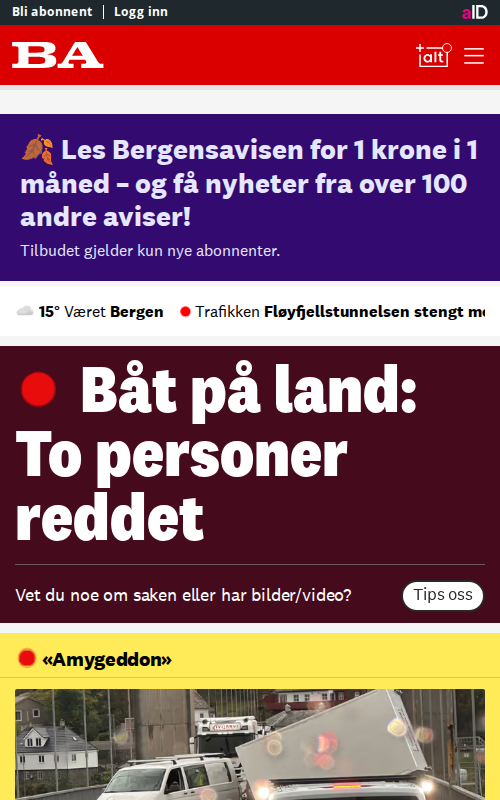 Bli abonnent
Logg inn
aID
BA
+alt
Les Bergensavisen for 1 krone i 1
måned – og få nyheter fra over 100
andre aviser!
Tilbudet gjelder kun nye abonnenter.
15° Været Bergen
Trafikken Fløyfjellstunnelsen stengt
Båt på land:
To personer
reddet
Vet du noe om saken eller har bilder/video?
Tips oss
«Amygeddon»